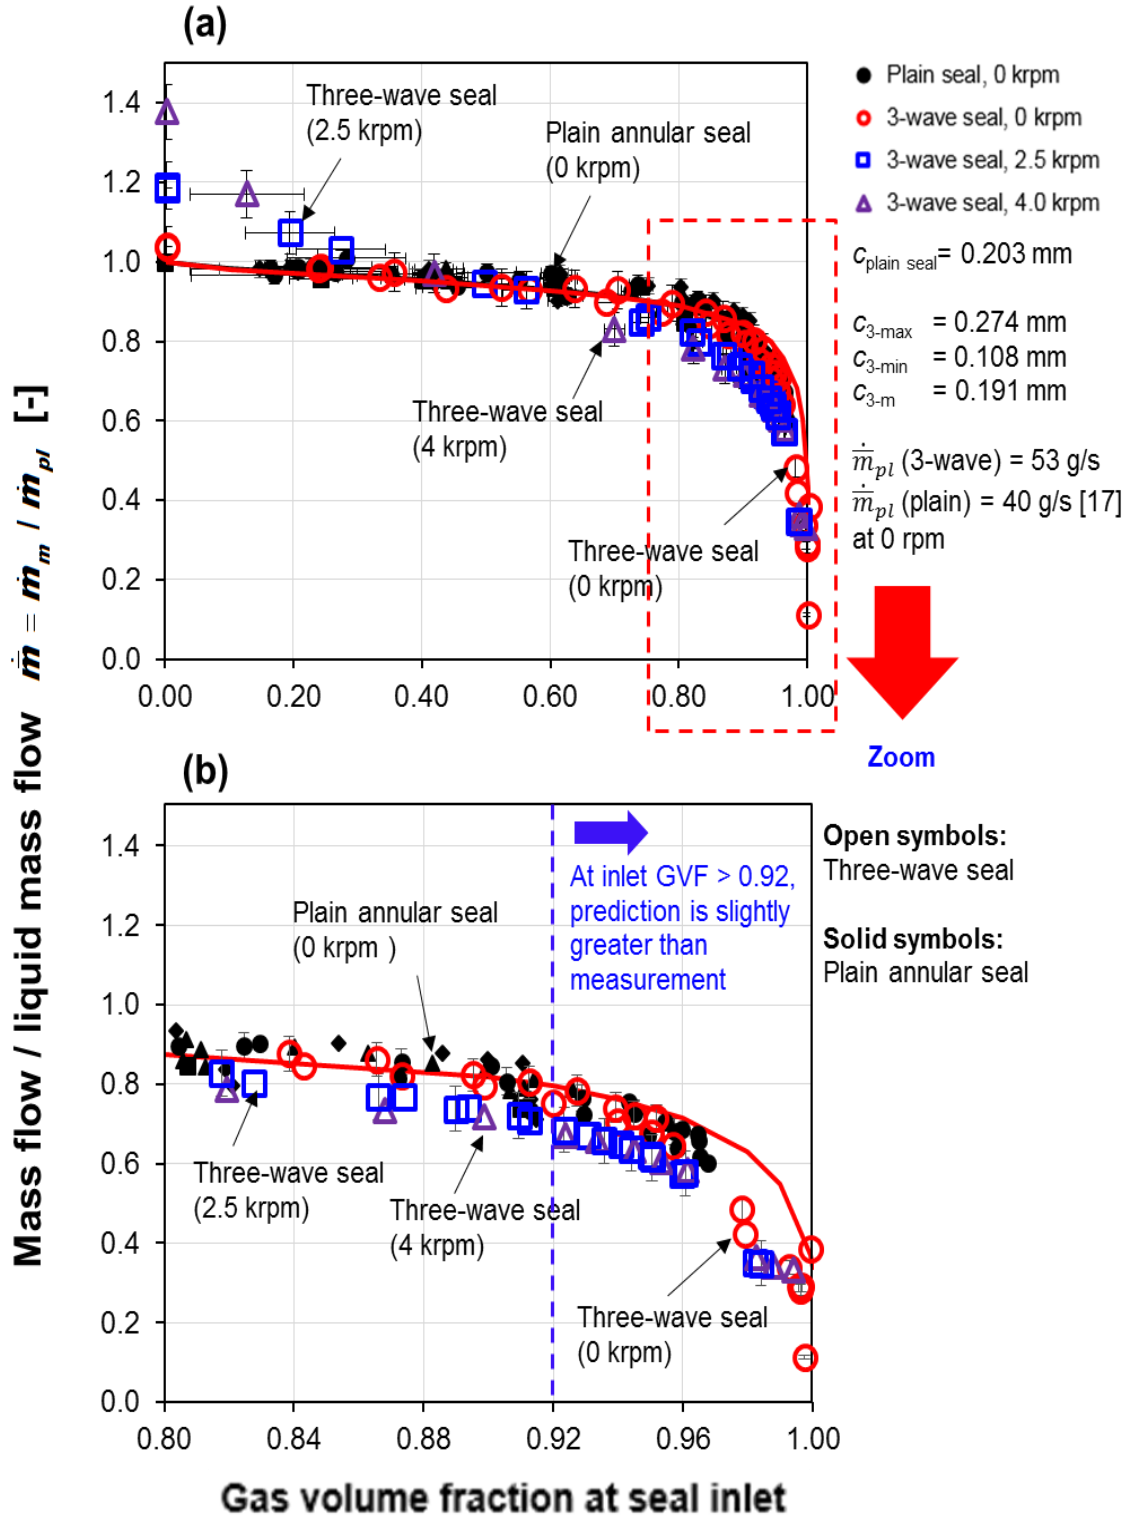 (a)
Three-wave seal
(2.5 krpm)
Plain annular seal
(0 krpm)
Three-wave seal
(4 krpm)
Three-wave seal
(0 krpm)
1.4
1.2
1.0
0.8
0.6
0.4
0.2
0.0
0.00 0.20 0.40 0.60 0.80 1.00
Plain seal, 0 krpm
3-wave seal, 0 krpm
3-wave seal, 2.5 krpm
3-wave seal, 4.0 krpm
c plain seal= 0.203 mm
c 3-max = 0.274 mm
c 3-min = 0.108 mm
c 3-m = 0.191 mm
ṁ̅ pl (3-wave) = 53 g/s
ṁ̅ pl (plain) = 40 g/s [17]
at 0 rpm
Zoom
Mass flow / liquid mass flow ṁ̅ = ṁ m / ṁ pl [-]
(b)
At inlet GVF > 0.92,
prediction is slightly
greater than
measurement
Plain annular seal
(0 krpm )
Three-wave seal
(2.5 krpm)
Three-wave seal
(4 krpm)
Three-wave seal
(0 krpm)
1.4
1.2
1.0
0.8
0.6
0.4
0.2
0.0
0.80 0.84 0.88 0.92 0.96 1.00
Open symbols:
Three-wave seal
Solid symbols:
Plain annular seal
Gas volume fraction at seal inlet